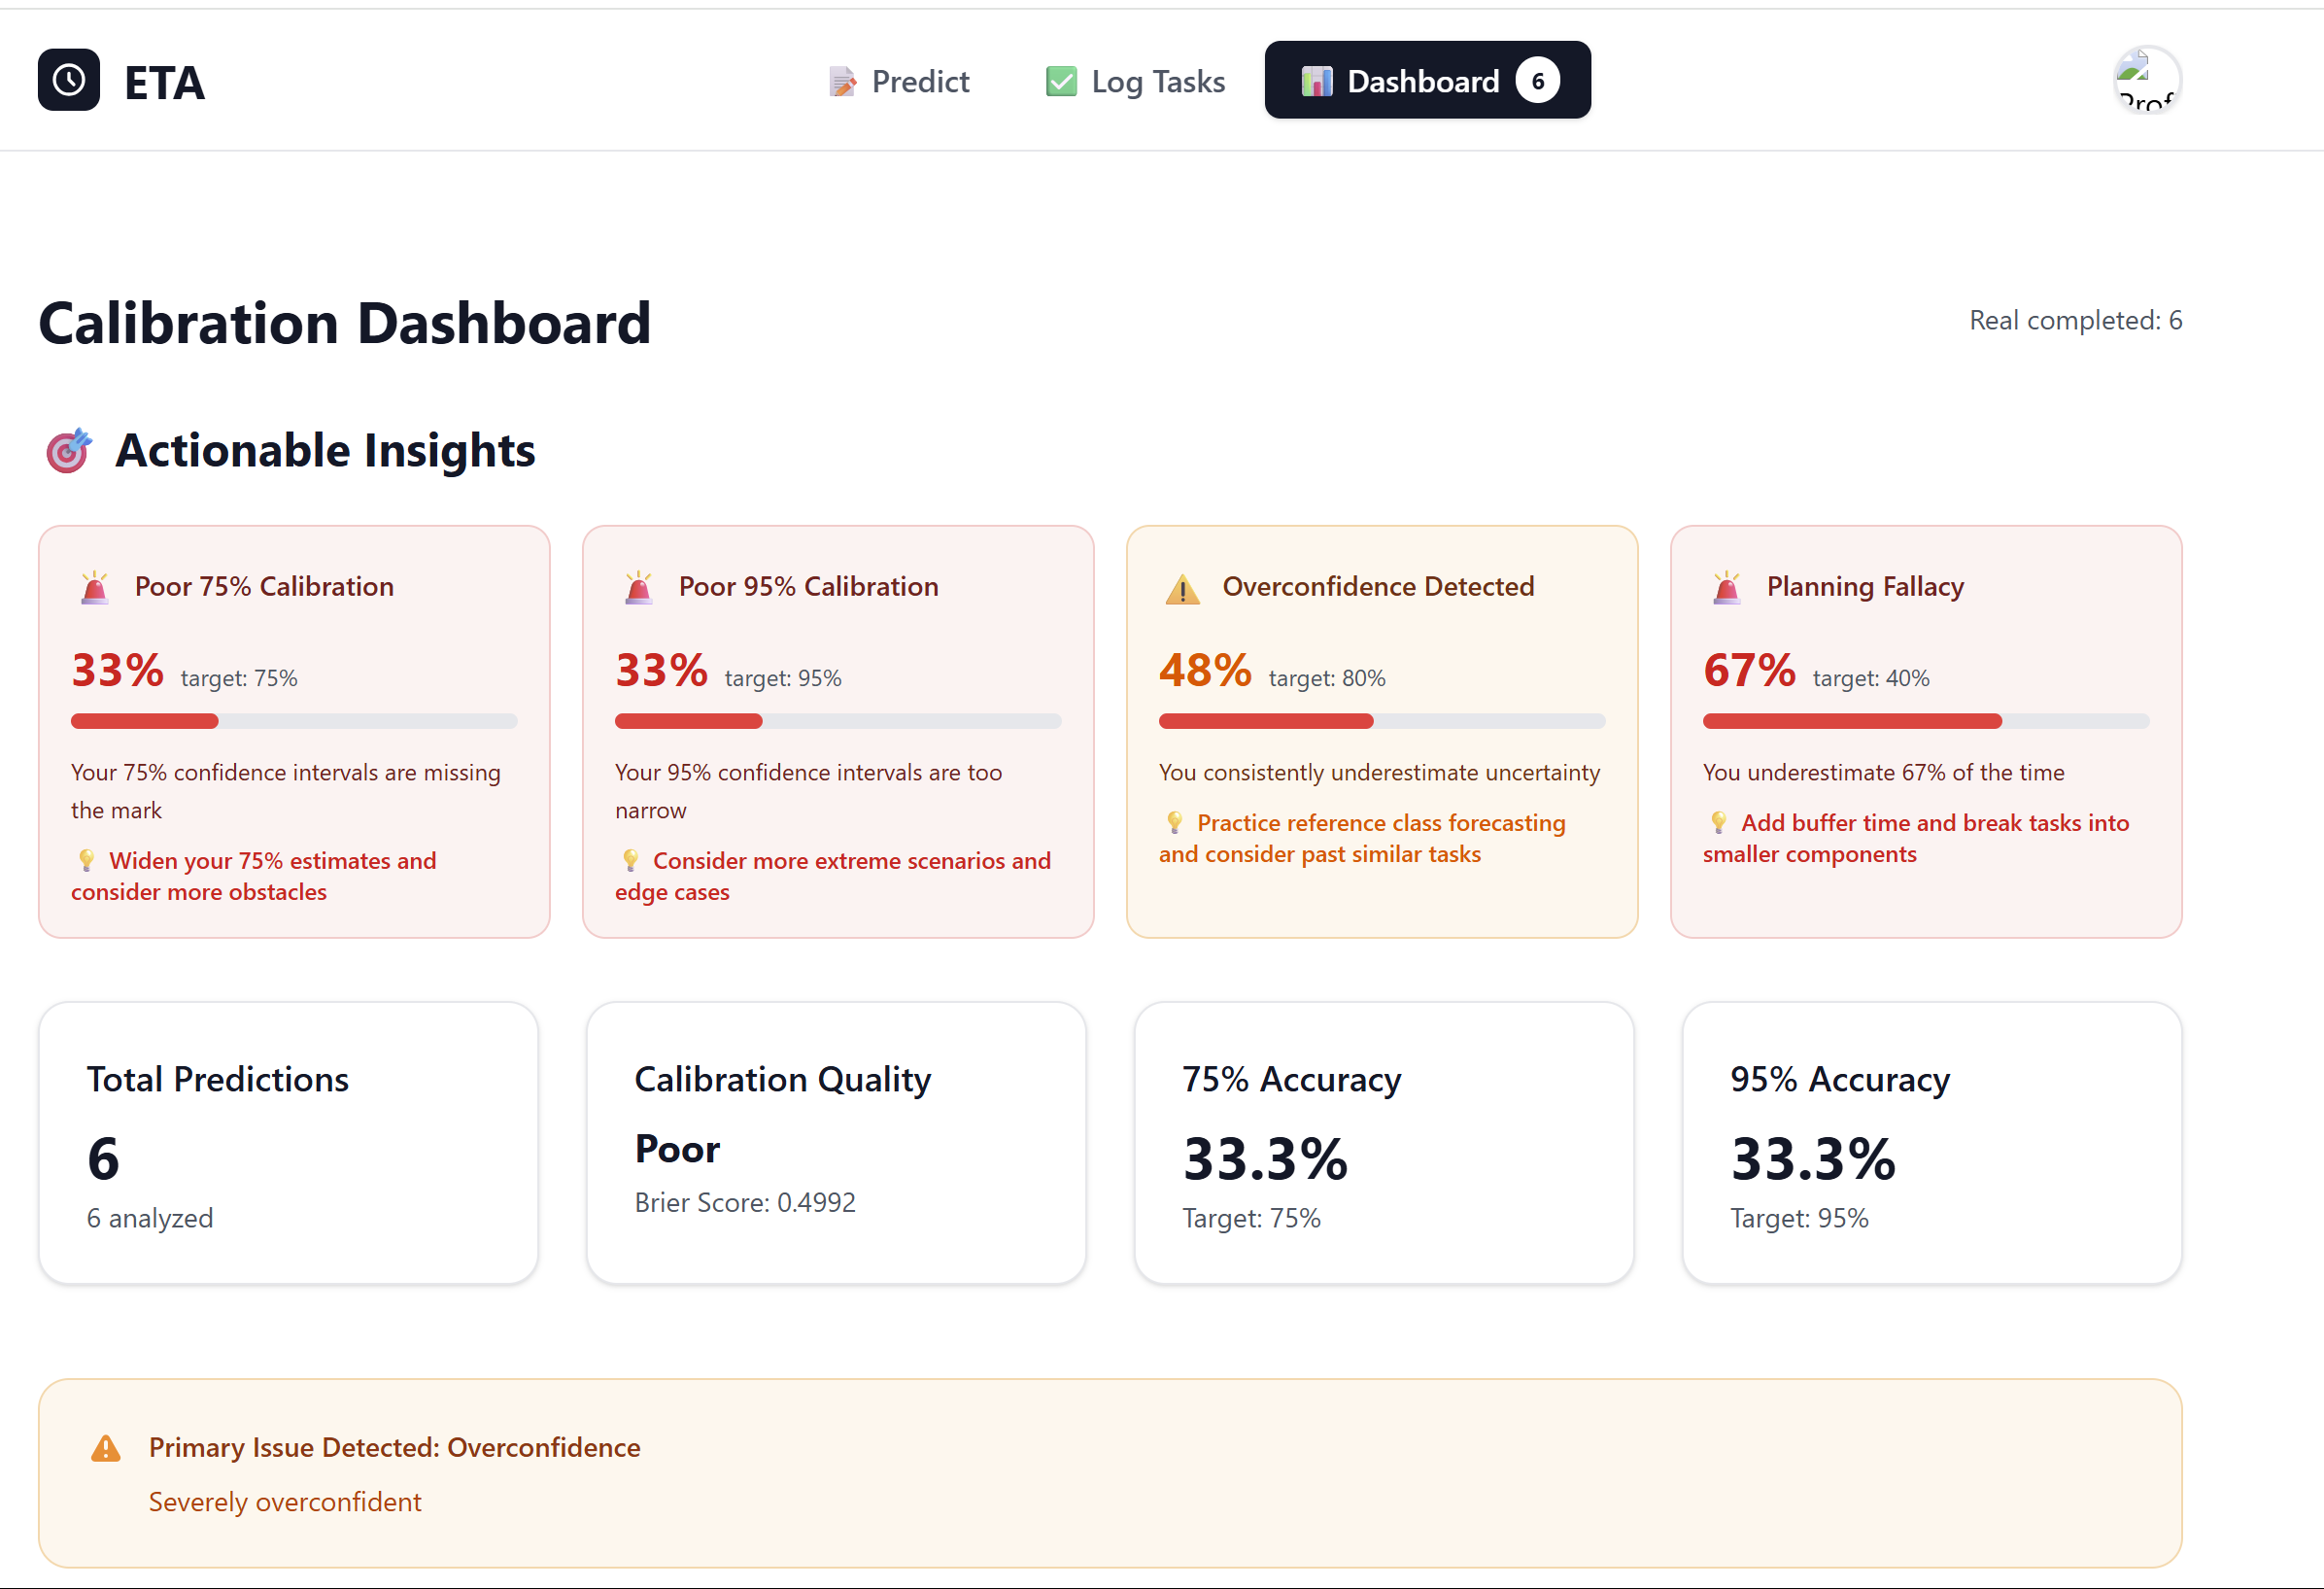 ETA
Predict
Log Tasks
Dashboard 6
Calibration Dashboard
Real completed: 6
Actionable Insights
Poor 75% Calibration
33% target: 75%
Your 75% confidence intervals are missing
the mark
Widen your 75% estimates and
consider more obstacles
Poor 95% Calibration
33% target: 95%
Your 95% confidence intervals are too
narrow
Consider more extreme scenarios and
edge cases
Overconfidence Detected
48% target: 80%
You consistently underestimate uncertainty
Practice reference class forecasting
and consider past similar tasks
Planning Fallacy
67% target: 40%
You underestimate 67% of the time
Add buffer time and break tasks into
smaller components
Total Predictions
6
6 analyzed
Calibration Quality
Poor
Brier Score: 0.4992
75% Accuracy
33.3%
Target: 75%
95% Accuracy
33.3%
Target: 95%
Primary Issue Detected: Overconfidence
Severely overconfident